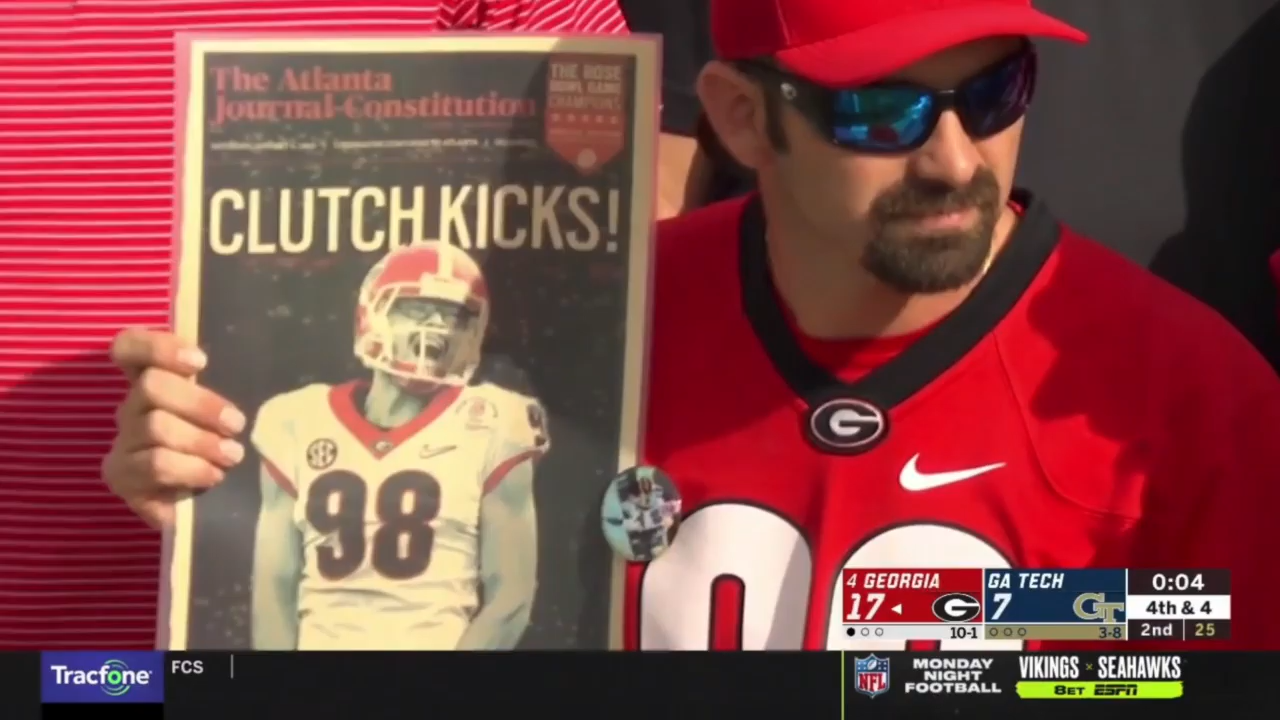 The Atlanta
Journal-Constitution
THE ROSE
BOWL GAME
CHAMPIONS
CLUTCH KICKS!
SEC
98
98
G
4 GEORGIA
17
G
10-1
GA TECH
7
GT
3-8
0:04
4th & 4
2nd 25
Tracfone
FCS
NFL
MONDAY
NIGHT
FOOTBALL
VIKINGS × SEAHAWKS
8ET ESPN